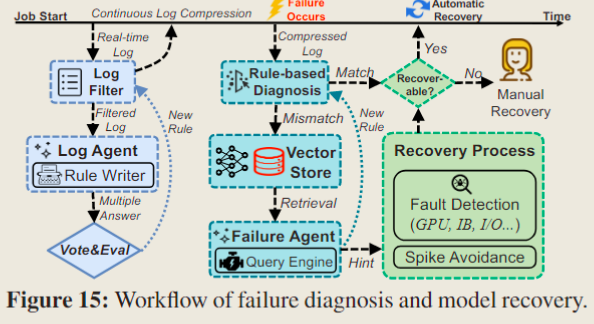 Job Start
Continuous Log Compression
Failure
Occurs
Automatic
Recovery
Time
Real-time
Log
Compressed
Log
Yes
Log
Filter
Rule-based
Diagnosis
Match
Recover-
able?
No
Manual
Recovery
Filtered
Log
New
Rule
Mismatch
New
Rule
Log Agent
Rule Writer
Vector
Store
Recovery Process
Fault Detection
(GPU, IB, I/O...)
Multiple
Answer
Retrieval
Vote&Eval
Failure Agent
Query Engine
Hint
Spike Avoidance
Figure 15: Workflow of failure diagnosis and model recovery.